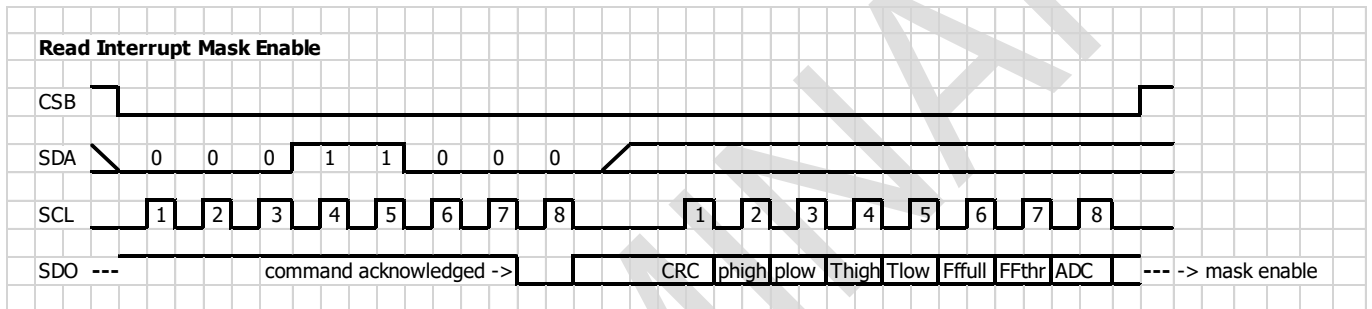 Read Interrupt Mask Enable
CSB
SDA 0 0 0 1 1 0 0 0
SCL 1 2 3 4 5 6 7 8 1 2 3 4 5 6 7 8
SDO --- command acknowledged -> CRC phigh plow Thigh Tlow Fffull FFthr ADC --- -> mask enable